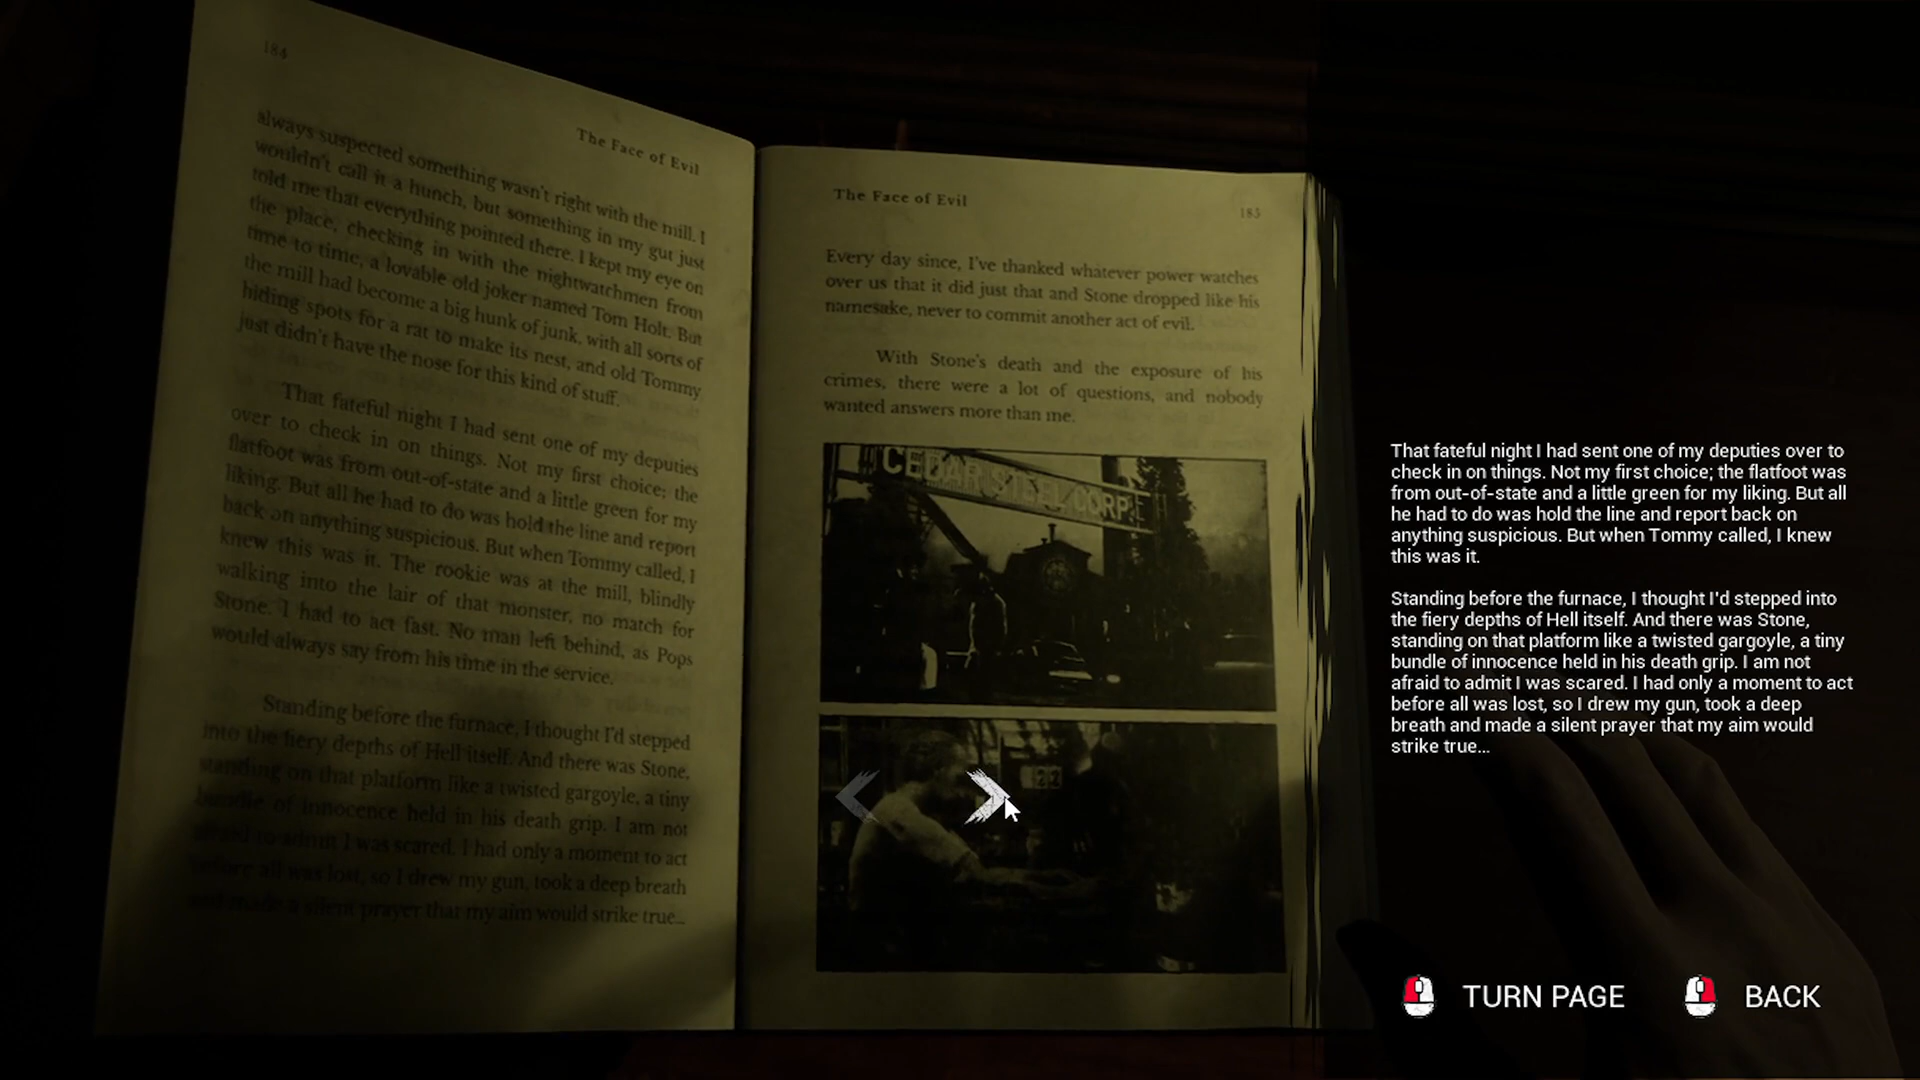 184
The Face of Evil
always suspected something wasn't right with the mill. I
wouldn't call it a hunch, but something in my gut just
told me that everything pointed there. I kept my eye on
the place, checking in with the nightwatchmen from
time to time, a lovable old joker named Tom Holt. But
the mill had become a big hunk of junk, with all sorts of
hiding spots for a rat to make its nest, and old Tommy
just didn't have the nose for this kind of stuff.
That fateful night I had sent one of my deputies
over to check in on things. Not my first choice; the
flatfoot was from out-of-state and a little green for my
liking. But all he had to do was hold the line and report
back on anything suspicious. But when Tommy called, I
knew this was it. The rookie was at the mill, blindly
walking into the lair of that monster, no match for
Stone. I had to act fast. No man left behind, as Pops
would always say from his time in the service.
Standing before the furnace, I thought I'd stepped
into the fiery depths of Hell itself. And there was Stone,
standing on that platform like a twisted gargoyle, a tiny
bundle of innocence held in his death grip. I am not
afraid to admit I was scared. I had only a moment to act
before all was lost, so I drew my gun, took a deep breath
and made a silent prayer that my aim would strike true...
The Face of Evil
185
Every day since, I've thanked whatever power watches
over us that it did just that and Stone dropped like his
namesake, never to commit another act of evil.
With Stone's death and the exposure of his
crimes, there were a lot of questions, and nobody
wanted answers more than me.
CEDAR STEEL CORP.
That fateful night I had sent one of my deputies over to
check in on things. Not my first choice; the flatfoot was
from out-of-state and a little green for my liking. But all
he had to do was hold the line and report back on
anything suspicious. But when Tommy called, I knew
this was it.
Standing before the furnace, I thought I'd stepped into
the fiery depths of Hell itself. And there was Stone,
standing on that platform like a twisted gargoyle, a tiny
bundle of innocence held in his death grip. I am not
afraid to admit I was scared. I had only a moment to act
before all was lost, so I drew my gun, took a deep
breath and made a silent prayer that my aim would
strike true...
TURN PAGE
BACK